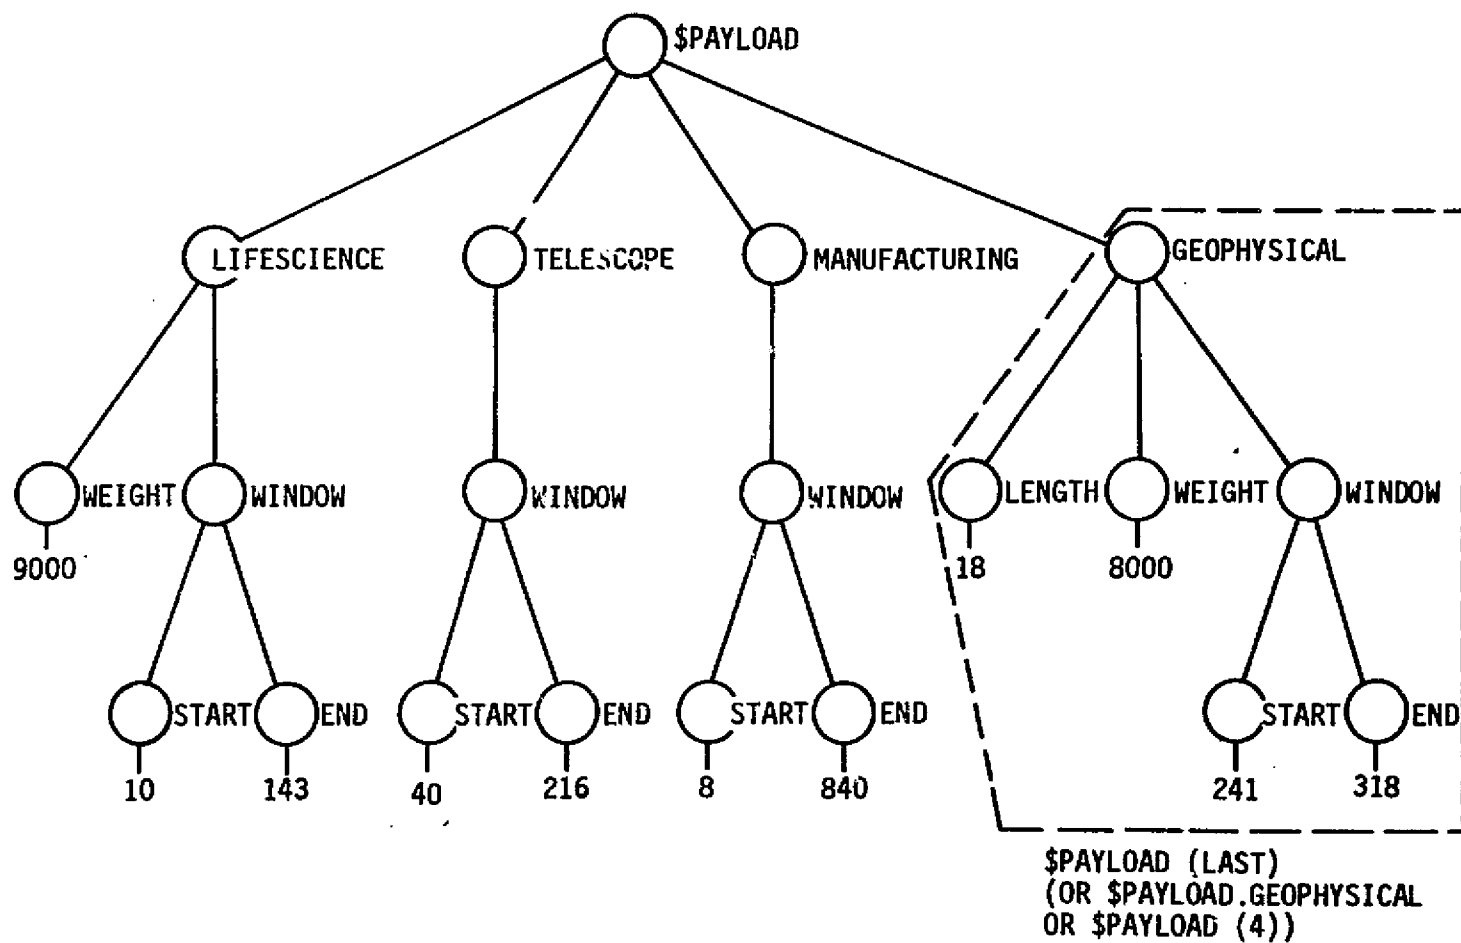 $PAYLOAD
LIFESCIENCE TELESCOPE MANUFACTURING GEOPHYSICAL
WEIGHT WINDOW WINDOW WINDOW LENGTH WEIGHT WINDOW
9000 18 8000
START END START END START END START END
10 143 40 216 8 840 241 318
$PAYLOAD (LAST)
(OR $PAYLOAD.GEOPHYSICAL
OR $PAYLOAD (4))